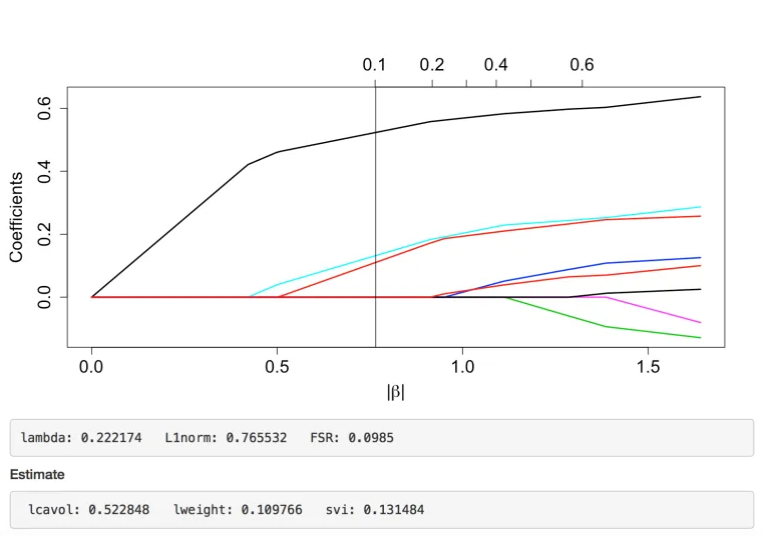 0.1 0.2 0.4 0.6
Coefficients
0.6
0.4
0.2
0.0
0.0 0.5 1.0 1.5
|β|
lambda: 0.222174 L1norm: 0.765532 FSR: 0.0985
Estimate
lcavol: 0.522848 lweight: 0.109766 svi: 0.131484